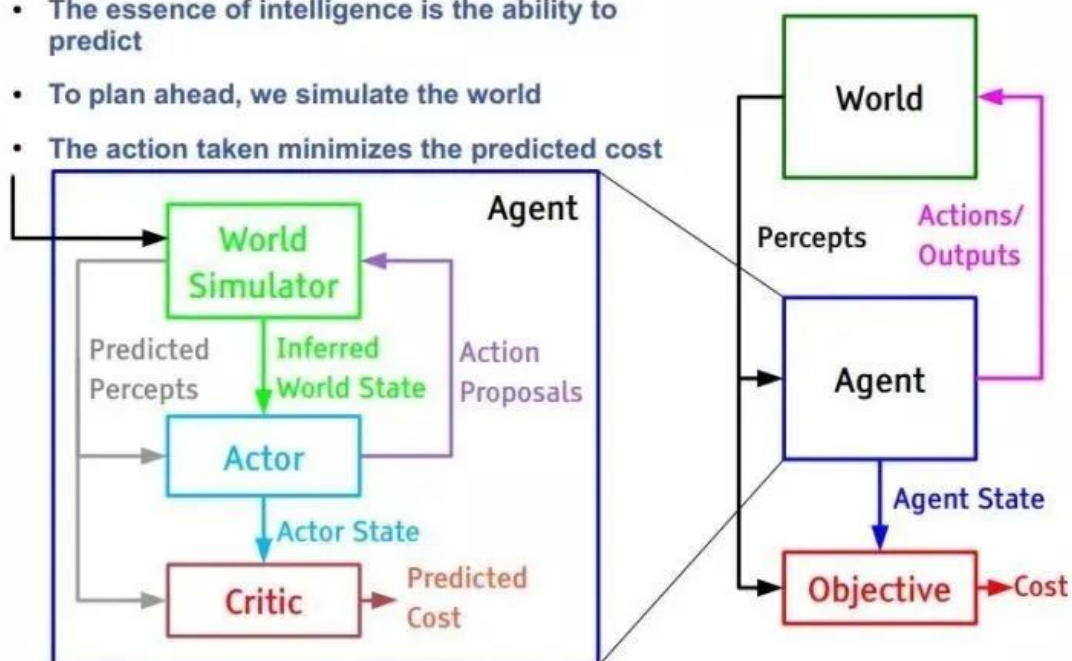 • The essence of intelligence is the ability to
predict
• To plan ahead, we simulate the world
• The action taken minimizes the predicted cost
Agent
World
Simulator
Predicted
Percepts
Inferred
World State
Action
Proposals
Actor
Actor State
Critic
Predicted
Cost
World
Percepts
Actions/
Outputs
Agent
Agent State
Objective
Cost